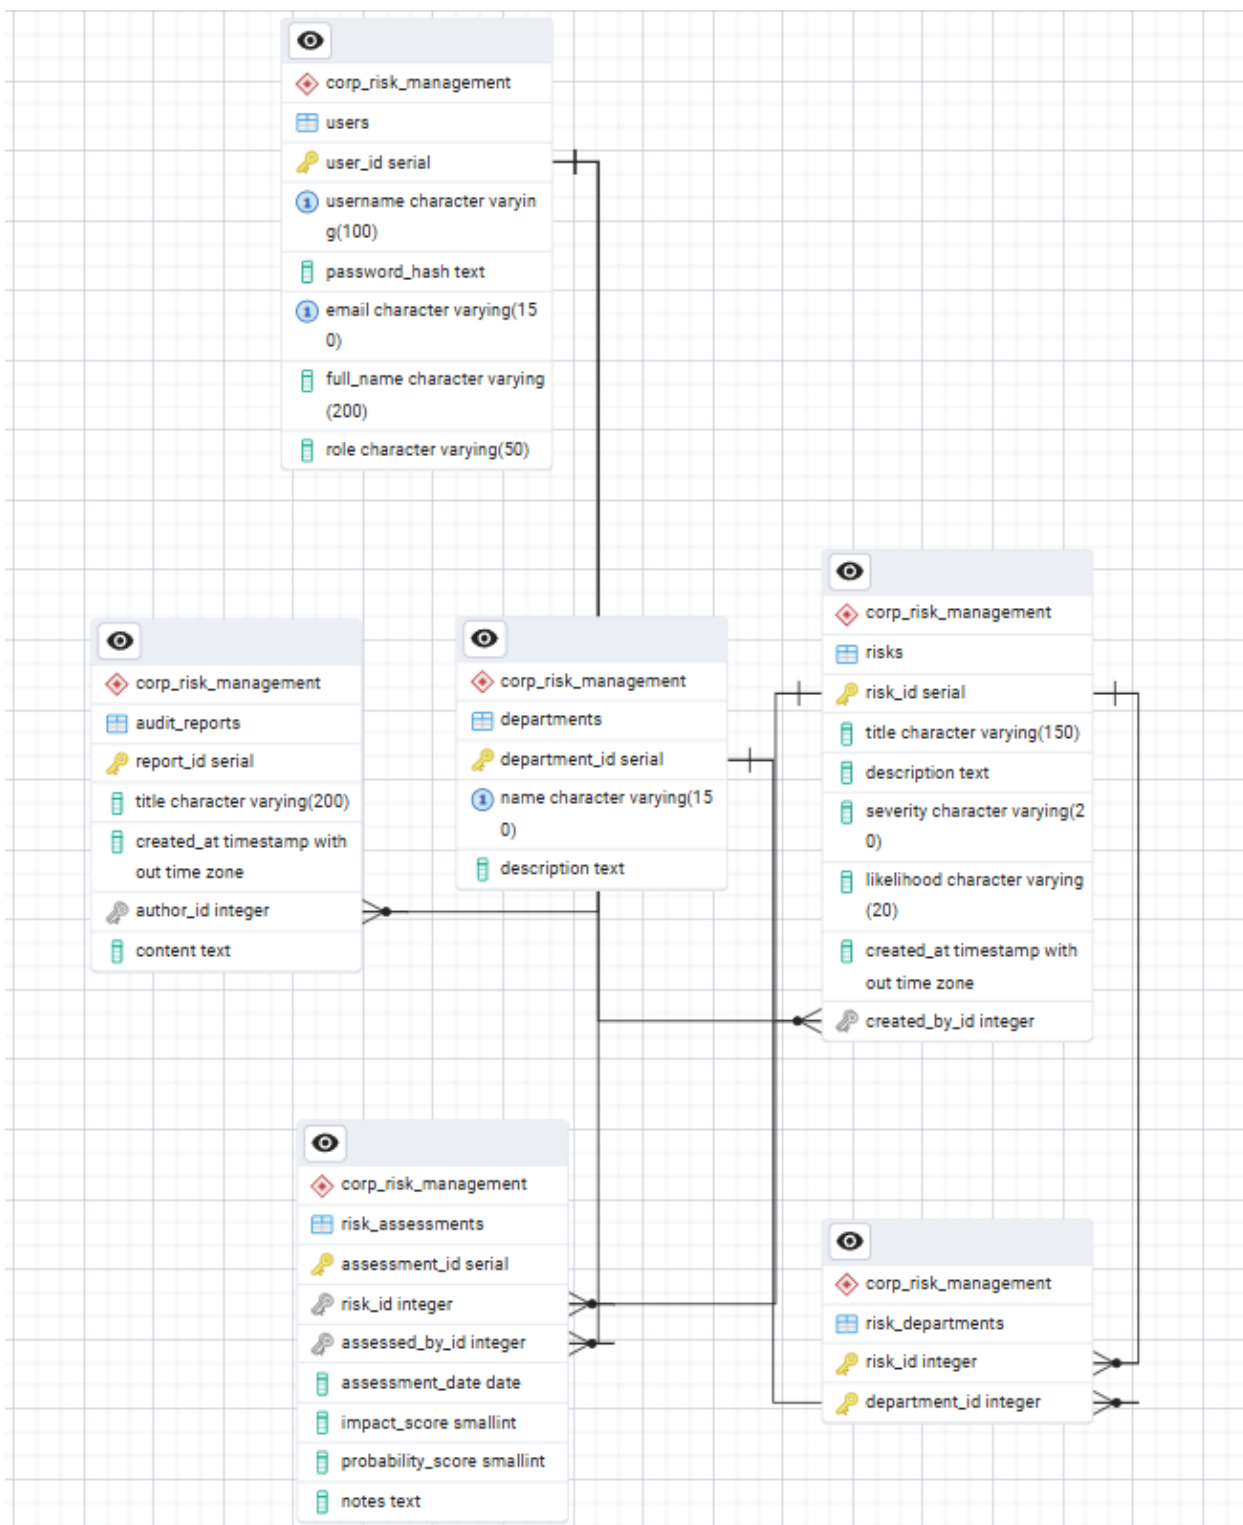 corp_risk_management
users
user_id serial
1 username character varyin
g(100)
password_hash text
1 email character varying(15
0)
full_name character varying
(200)
role character varying(50)
corp_risk_management
audit_reports
report_id serial
title character varying(200)
created_at timestamp with
out time zone
author_id integer
content text
corp_risk_management
departments
department_id serial
1 name character varying(15
0)
description text
corp_risk_management
risks
risk_id serial
title character varying(150)
description text
severity character varying(2
0)
likelihood character varying
(20)
created_at timestamp with
out time zone
created_by_id integer
corp_risk_management
risk_assessments
assessment_id serial
risk_id integer
assessed_by_id integer
assessment_date date
impact_score smallint
probability_score smallint
notes text
corp_risk_management
risk_departments
risk_id integer
department_id integer